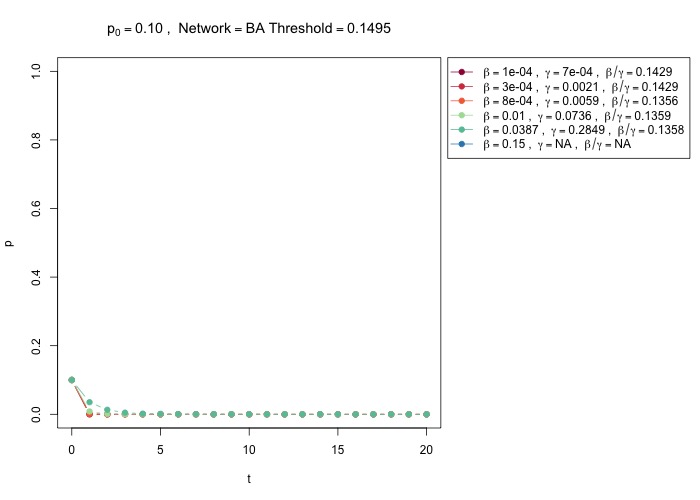 p₀ = 0.10 , Network = BA Threshold = 0.1495
β = 1e-04 , γ = 7e-04 , β/γ = 0.1429
β = 3e-04 , γ = 0.0021 , β/γ = 0.1429
β = 8e-04 , γ = 0.0059 , β/γ = 0.1356
β = 0.01 , γ = 0.0736 , β/γ = 0.1359
β = 0.0387 , γ = 0.2849 , β/γ = 0.1358
β = 0.15 , γ = NA , β/γ = NA
1.0
0.8
0.6
0.4
0.2
0.0
p
0 5 10 15 20
t